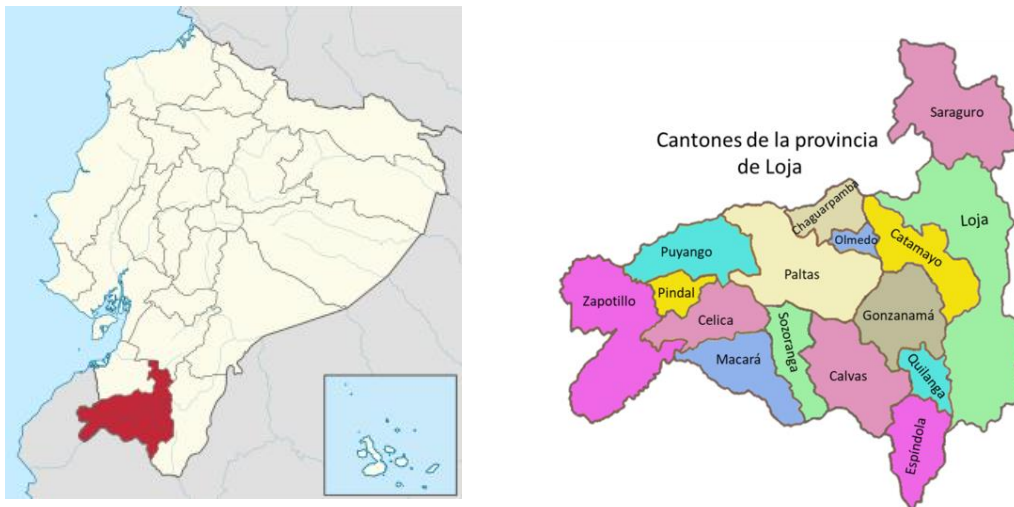 Cantones de la provincia
de Loja
Saraguro
Loja
Chaguarpamba
Olmedo
Catamayo
Puyango
Paltas
Zapotillo
Pindal
Gonzanamá
Celica
Sozoranga
Macará
Calvas
Quilanga
Espíndola